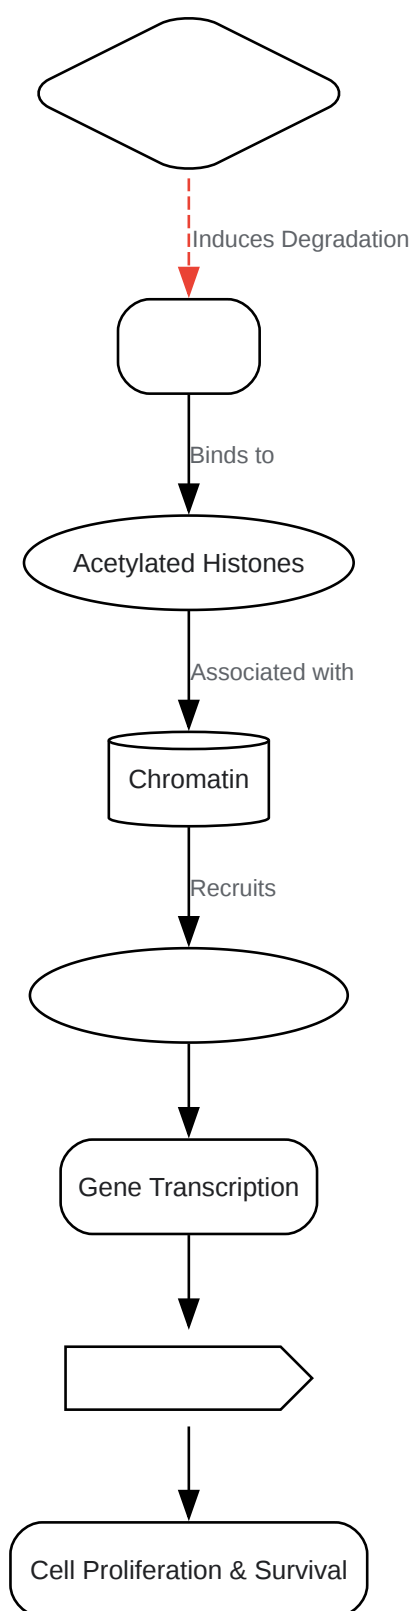 Induces Degradation
Binds to
Acetylated Histones
Associated with
Chromatin
Recruits
Gene Transcription
Cell Proliferation & Survival